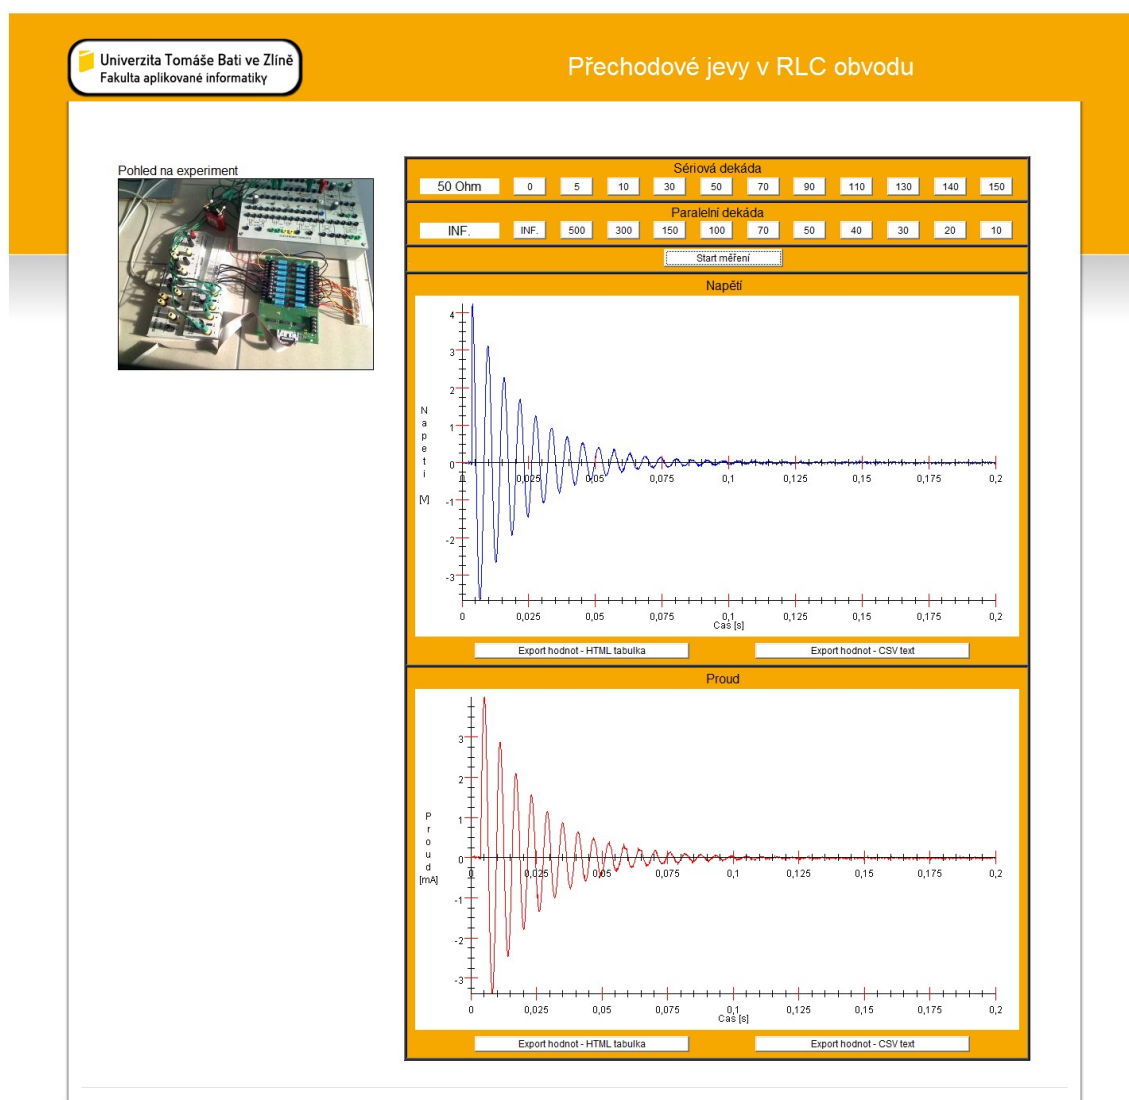 Univerzita Tomáše Bati ve Zlíně
Fakulta aplikované informatiky
Přechodové jevy v RLC obvodu
Pohled na experiment
Sériová dekáda
50 Ohm 0 5 10 30 50 70 90 110 130 140 150
Paralelní dekáda
INF. INF. 500 300 150 100 70 50 40 30 20 10
Start měření
Napětí
4
3
2
1
0
-1
-2
-3
Napeti [V]
0 0,025 0,05 0,075 0,1 0,125 0,15 0,175 0,2
0 0,025 0,05 0,075 0,1 0,125 0,15 0,175 0,2
Cas [s]
Export hodnot - HTML tabulka Export hodnot - CSV text
Proud
3
2
1
0
-1
-2
-3
Proud [mA]
0 0,025 0,05 0,075 0,1 0,125 0,15 0,175 0,2
0 0,025 0,05 0,075 0,1 0,125 0,15 0,175 0,2
Cas [s]
Export hodnot - HTML tabulka Export hodnot - CSV text